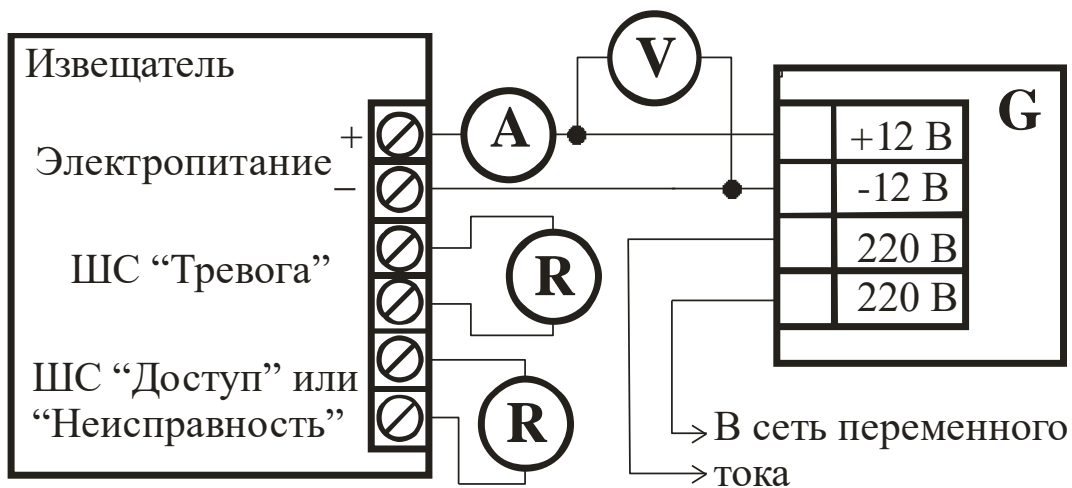 Извещатель
Электропитание
+
–
ШС “Тревога”
ШС “Доступ” или
“Неисправность”
A
V
R
R
G
+12 В
-12 В
220 В
220 В
В сеть переменного
тока